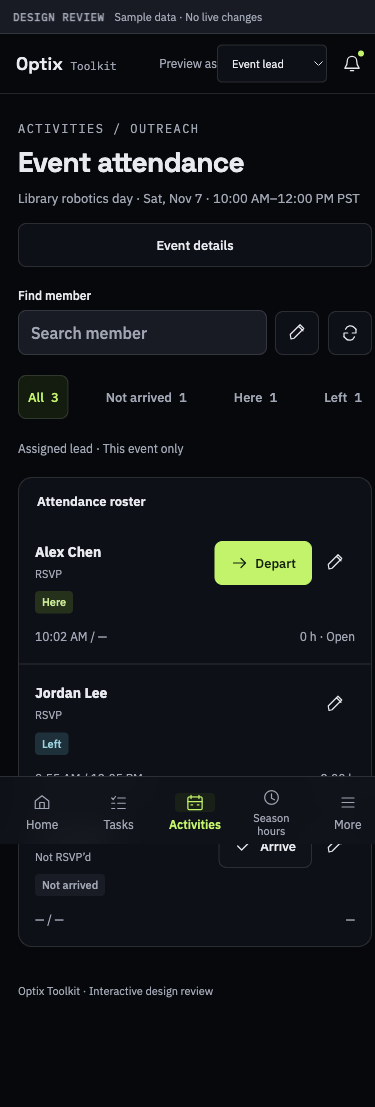 DESIGN REVIEW Sample data · No live changes
Optix Toolkit Preview as Event lead
ACTIVITIES / OUTREACH
Event attendance
Library robotics day · Sat, Nov 7 · 10:00 AM–12:00 PM PST
Event details
Find member
Search member
All 3 Not arrived 1 Here 1 Left 1
Assigned lead · This event only
Attendance roster
Alex Chen
RSVP
Depart
Here
10:02 AM / — 0 h · Open
Jordan Lee
RSVP
Left
Home Tasks Activities Season hours More
Not RSVP'd
Arrive
Not arrived
— / — —
Optix Toolkit · Interactive design review